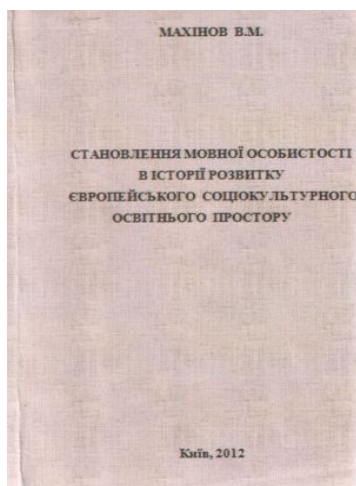 МАХІНОВ В.М.
СТАНОВЛЕННЯ МОВНОЇ ОСОБИСТОСТІ
В ІСТОРІЇ РОЗВИТКУ
ЄВРОПЕЙСЬКОГО СОЦІОКУЛЬТУРНОГО
ОСВІТНЬОГО ПРОСТОРУ
Київ, 2012